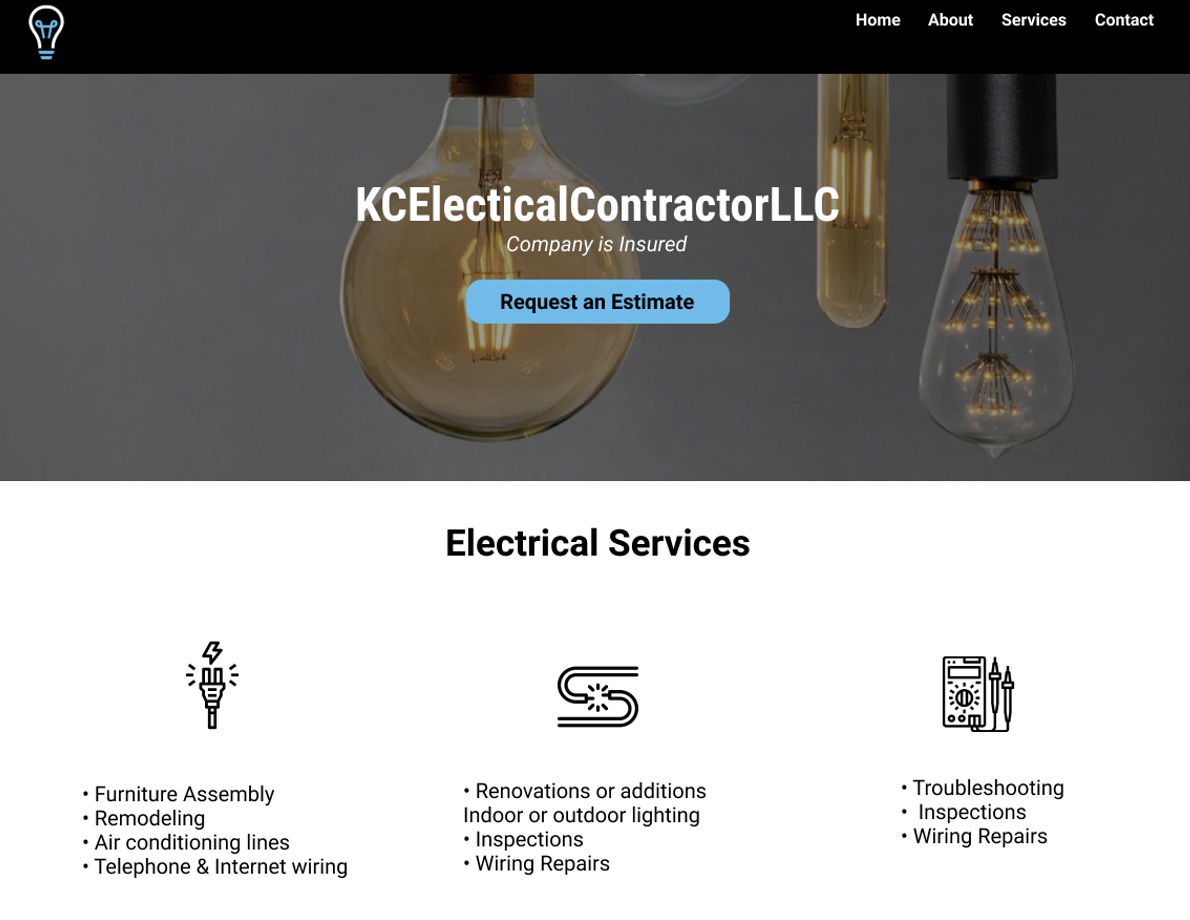 Home About Services Contact
KCElecticalContractorLLC
Company is Insured
Request an Estimate
Electrical Services
• Furniture Assembly
• Remodeling
• Air conditioning lines
• Telephone & Internet wiring
• Renovations or additions
Indoor or outdoor lighting
• Inspections
• Wiring Repairs
• Troubleshooting
•  Inspections
• Wiring Repairs